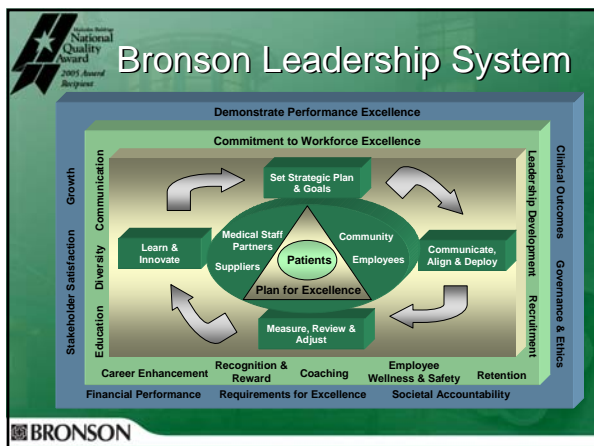 Malcolm Baldrige
National
Quality
Award
2005 Award
Recipient
Bronson Leadership System
Demonstrate Performance Excellence
Commitment to Workforce Excellence
Stakeholder Satisfaction
Growth
Education
Diversity
Communication
Set Strategic Plan
& Goals
Learn &
Innovate
Medical Staff
Partners
Suppliers
Community
Employees
Patients
Plan for Excellence
Communicate,
Align & Deploy
Measure, Review &
Adjust
Leadership Development
Recruitment
Clinical Outcomes
Governance & Ethics
Career Enhancement
Recognition &
Reward
Coaching
Employee
Wellness & Safety
Retention
Financial Performance
Requirements for Excellence
Societal Accountability
BRONSON